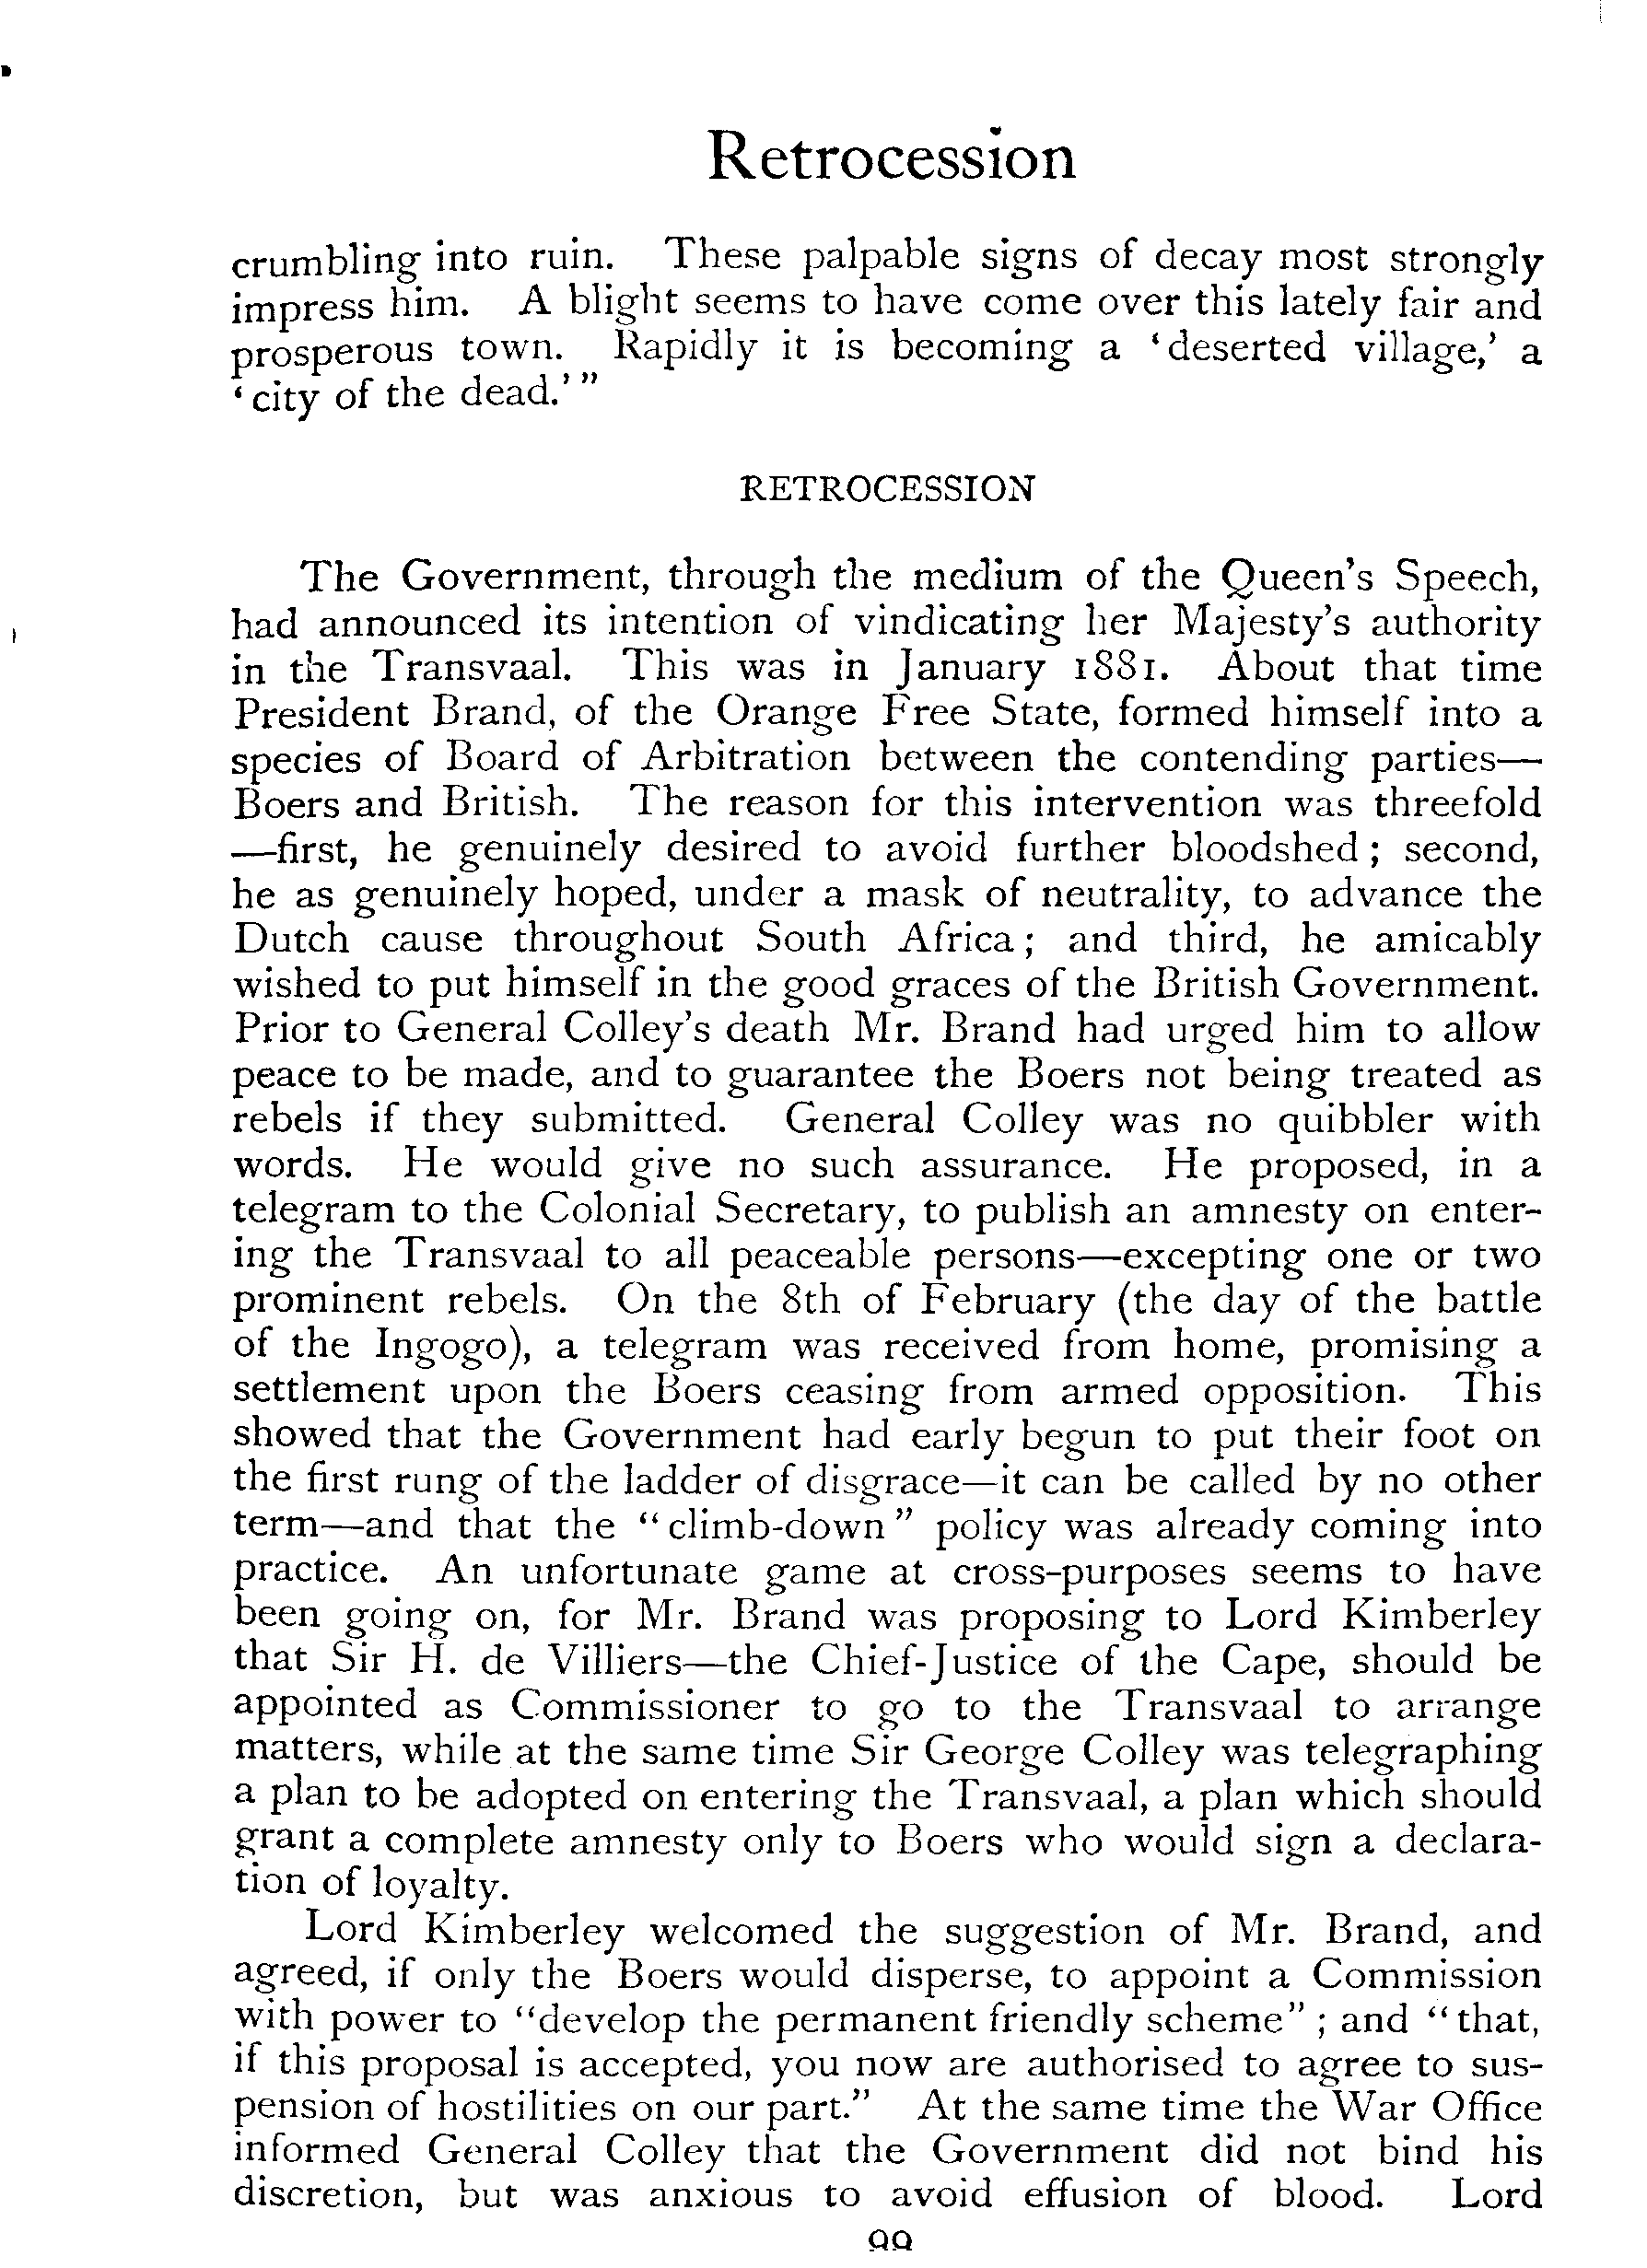 Retrocession
crumbling into ruin. These palpable signs of decay most strongly
impress him. A blight seems to have come over this lately fair and
prosperous town. Rapidly it is becoming a ‘deserted village,’ a
‘city of the dead.’”
RETROCESSION
The Government, through the medium of the Queen’s Speech,
had announced its intention of vindicating her Majesty’s authority
in the Transvaal. This was in January 1881. About that time
President Brand, of the Orange Free State, formed himself into a
species of Board of Arbitration between the contending parties—
Boers and British. The reason for this intervention was threefold
—first, he genuinely desired to avoid further bloodshed; second,
he as genuinely hoped, under a mask of neutrality, to advance the
Dutch cause throughout South Africa; and third, he amicably
wished to put himself in the good graces of the British Government.
Prior to General Colley’s death Mr. Brand had urged him to allow
peace to be made, and to guarantee the Boers not being treated as
rebels if they submitted. General Colley was no quibbler with
words. He would give no such assurance. He proposed, in a
telegram to the Colonial Secretary, to publish an amnesty on enter-
ing the Transvaal to all peaceable persons—excepting one or two
prominent rebels. On the 8th of February (the day of the battle
of the Ingogo), a telegram was received from home, promising a
settlement upon the Boers ceasing from armed opposition. This
showed that the Government had early begun to put their foot on
the first rung of the ladder of disgrace—it can be called by no other
term—and that the “climb-down” policy was already coming into
practice. An unfortunate game at cross-purposes seems to have
been going on, for Mr. Brand was proposing to Lord Kimberley
that Sir H. de Villiers—the Chief-Justice of the Cape, should be
appointed as Commissioner to go to the Transvaal to arrange
matters, while at the same time Sir George Colley was telegraphing
a plan to be adopted on entering the Transvaal, a plan which should
grant a complete amnesty only to Boers who would sign a declara-
tion of loyalty.
Lord Kimberley welcomed the suggestion of Mr. Brand, and
agreed, if only the Boers would disperse, to appoint a Commission
with power to “develop the permanent friendly scheme”; and “that,
if this proposal is accepted, you now are authorised to agree to sus-
pension of hostilities on our part.” At the same time the War Office
informed General Colley that the Government did not bind his
discretion, but was anxious to avoid effusion of blood. Lord
99